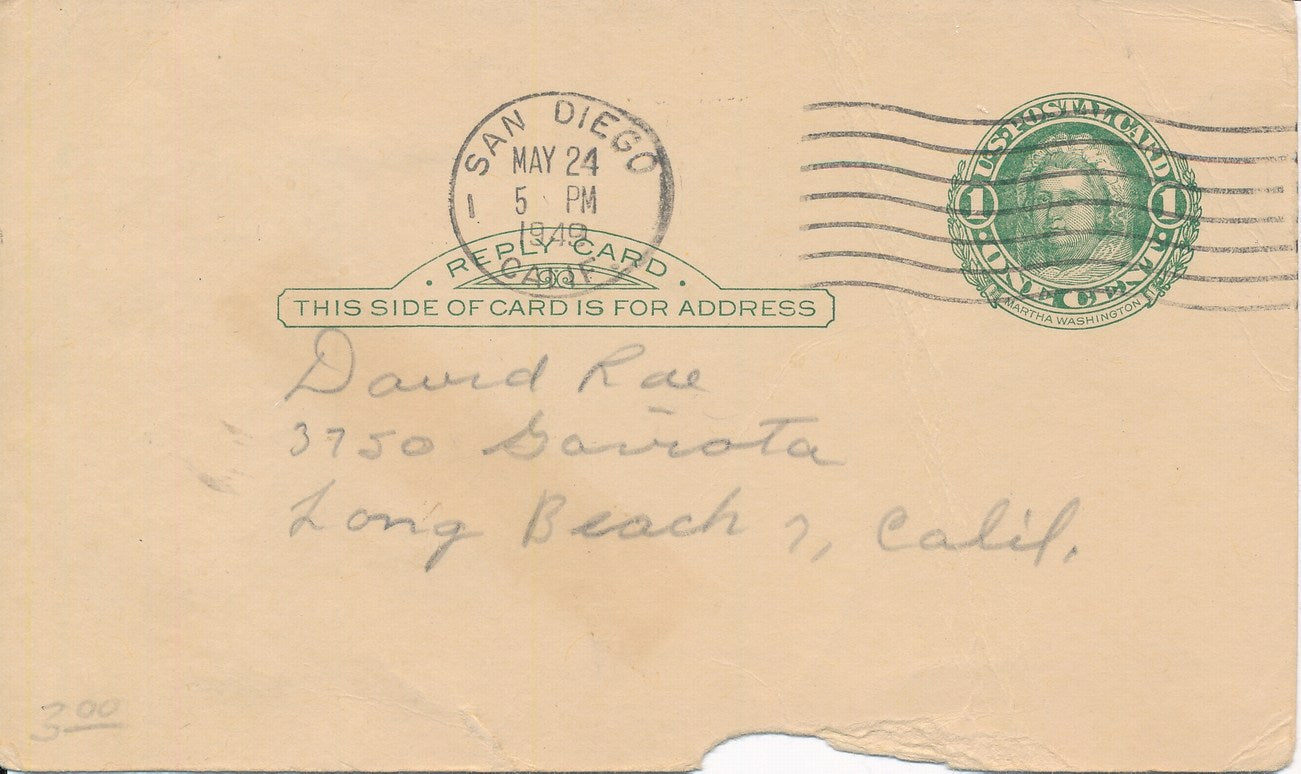 SAN DIEGO
MAY 24
5 PM
1949
CALIF.
1
U.S. POSTAL CARD
1 1
ONE CENT
MARTHA WASHINGTON
REPLY CARD
THIS SIDE OF CARD IS FOR ADDRESS
David Rae
3750 Gaviota
Long Beach 7, Calif.
3.00